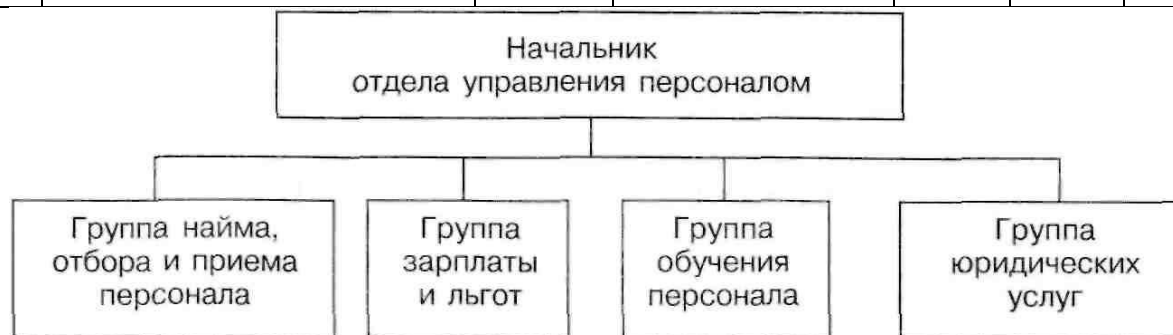 Начальник
отдела управления персоналом
Группа найма,
отбора и приема
персонала
Группа
зарплаты
и льгот
Группа
обучения
персонала
Группа
юридических
услуг